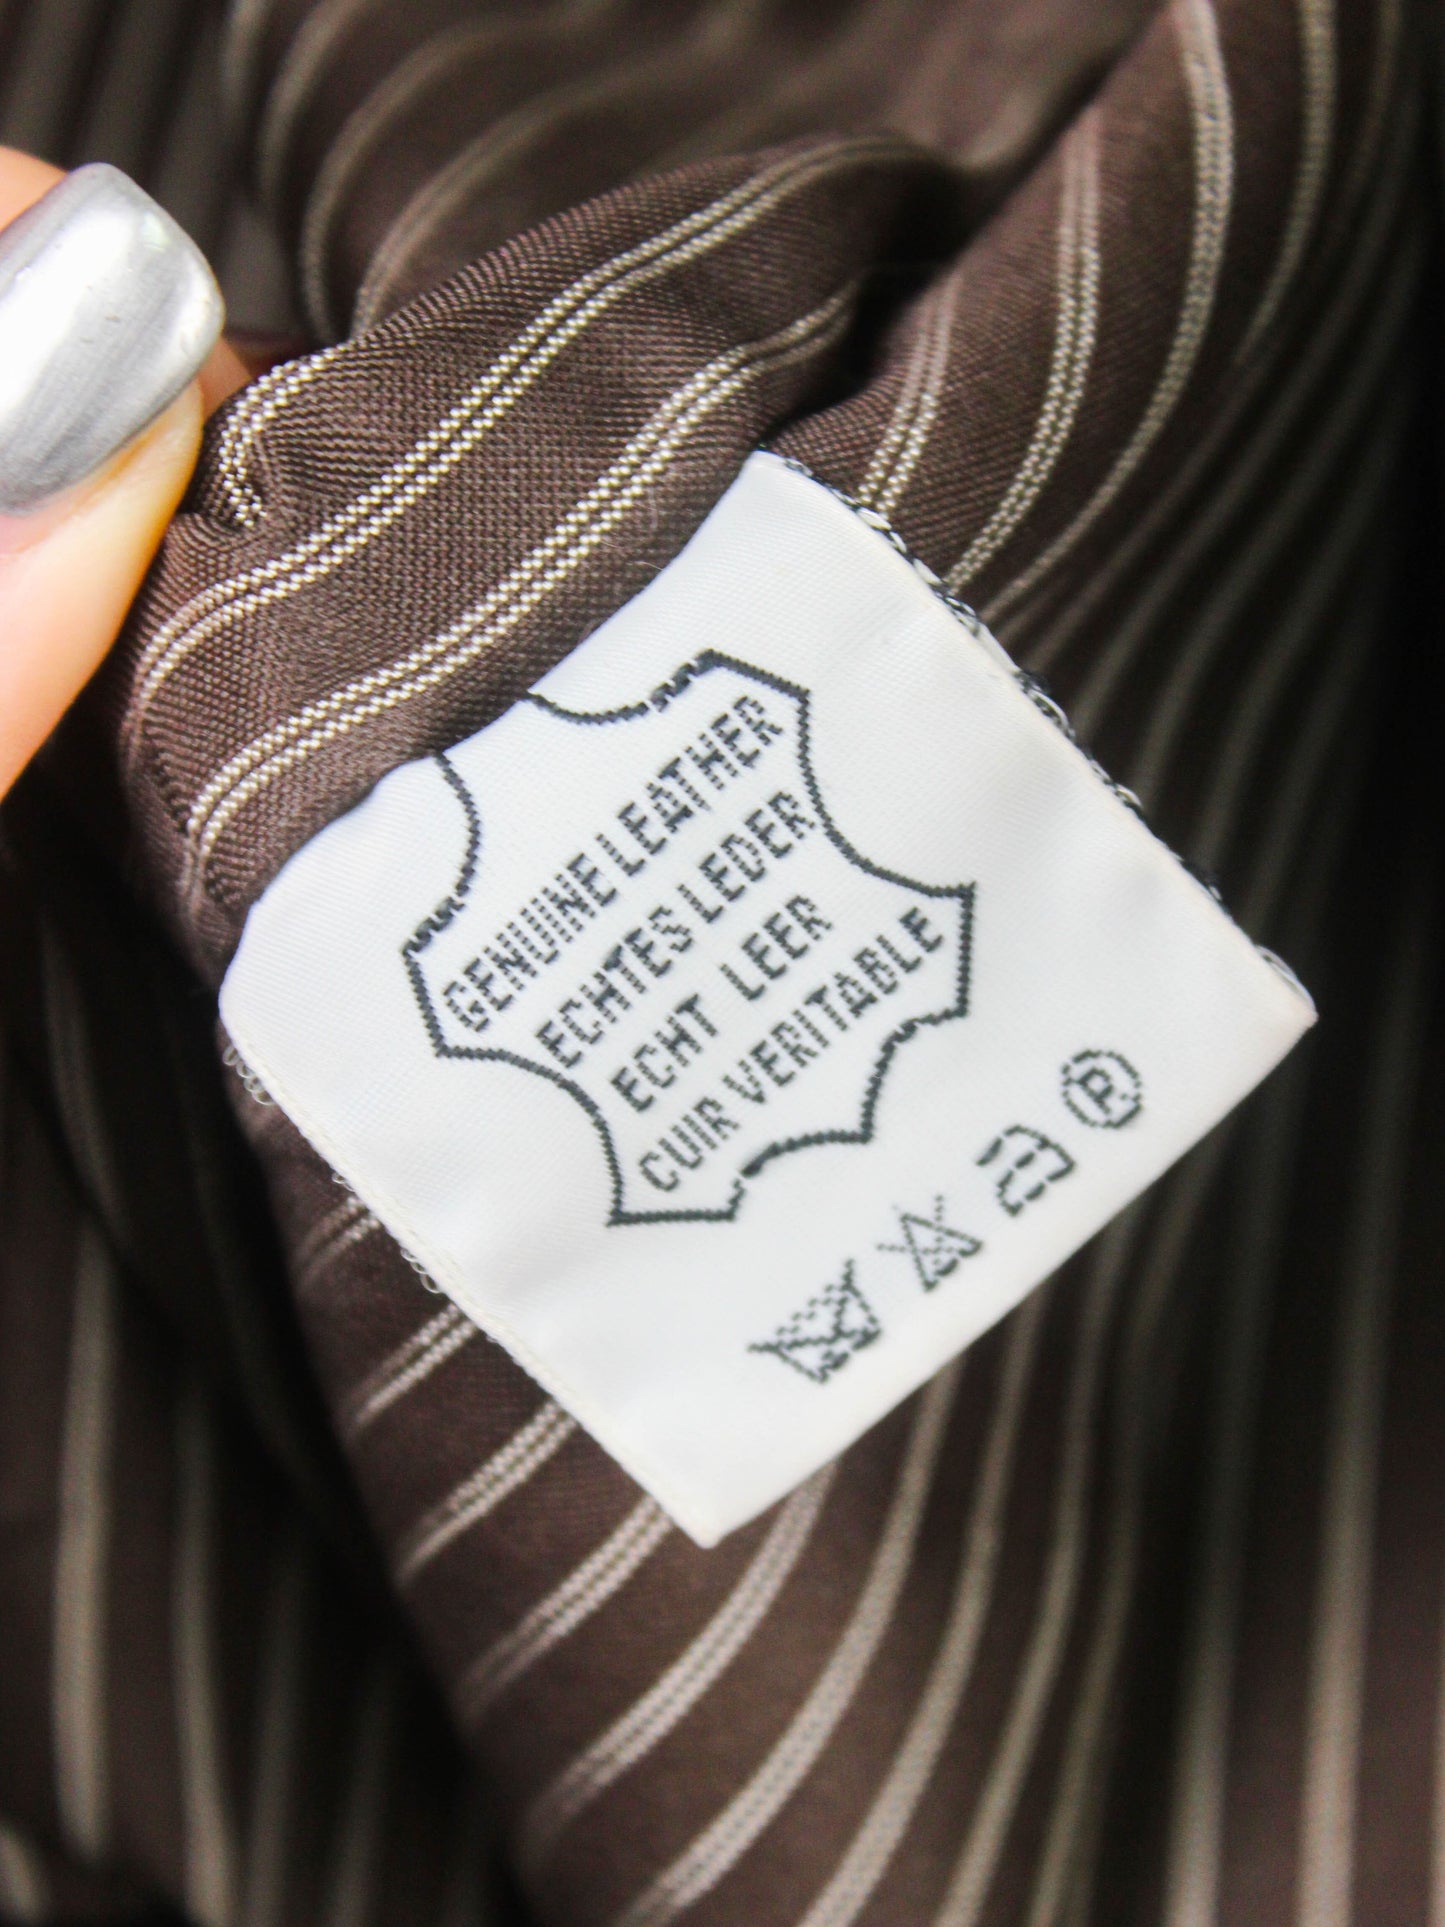 GENUINE LEATHER
ECHTES LEDER
ECHT LEER
CUIR VERITABLE
P